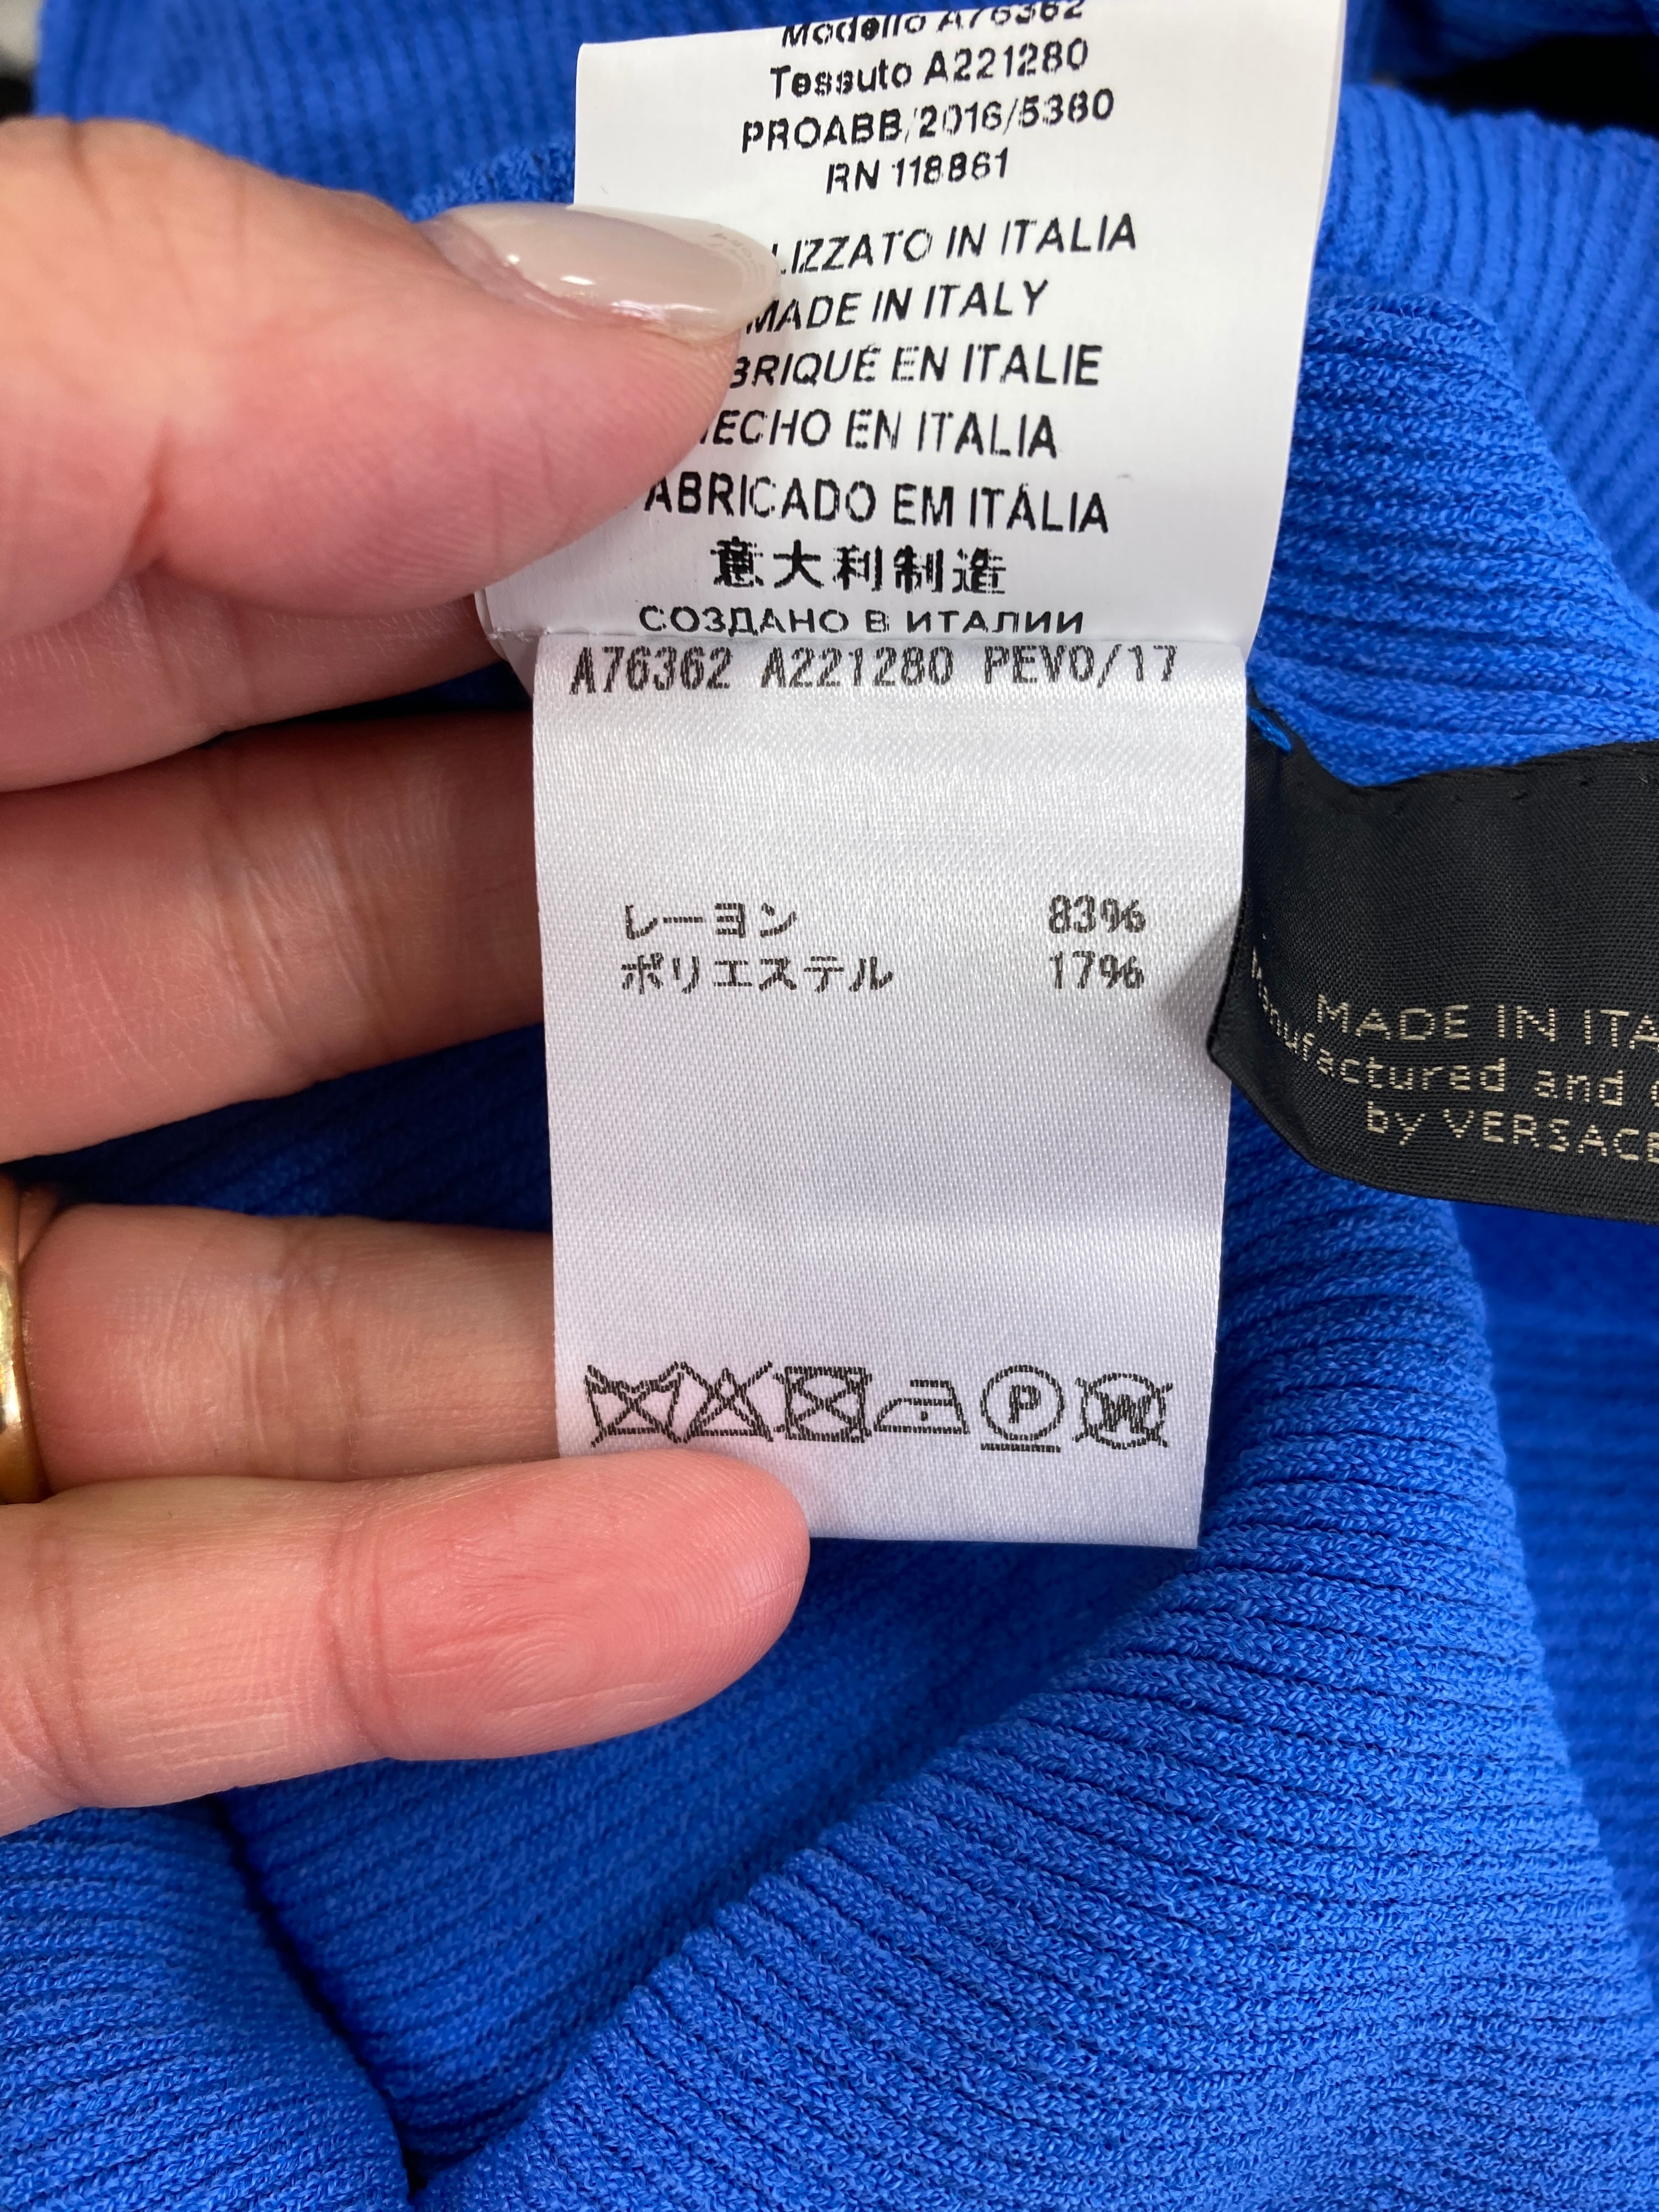 Modello A76362
Tessuto A221280
PROABB/2016/5380
RN 118861
LIZZATO IN ITALIA
MADE IN ITALY
BRIQUÉ EN ITALIE
HECHO EN ITALIA
ABRICADO EM ITÁLIA
意大利制造
СОЗДАНО В ИТАЛИИ
A76362 A221280 PEV0/17
レーヨン 83%
ポリエステル 17%
P
W
MADE IN ITA
Manufactured and
by VERSACE